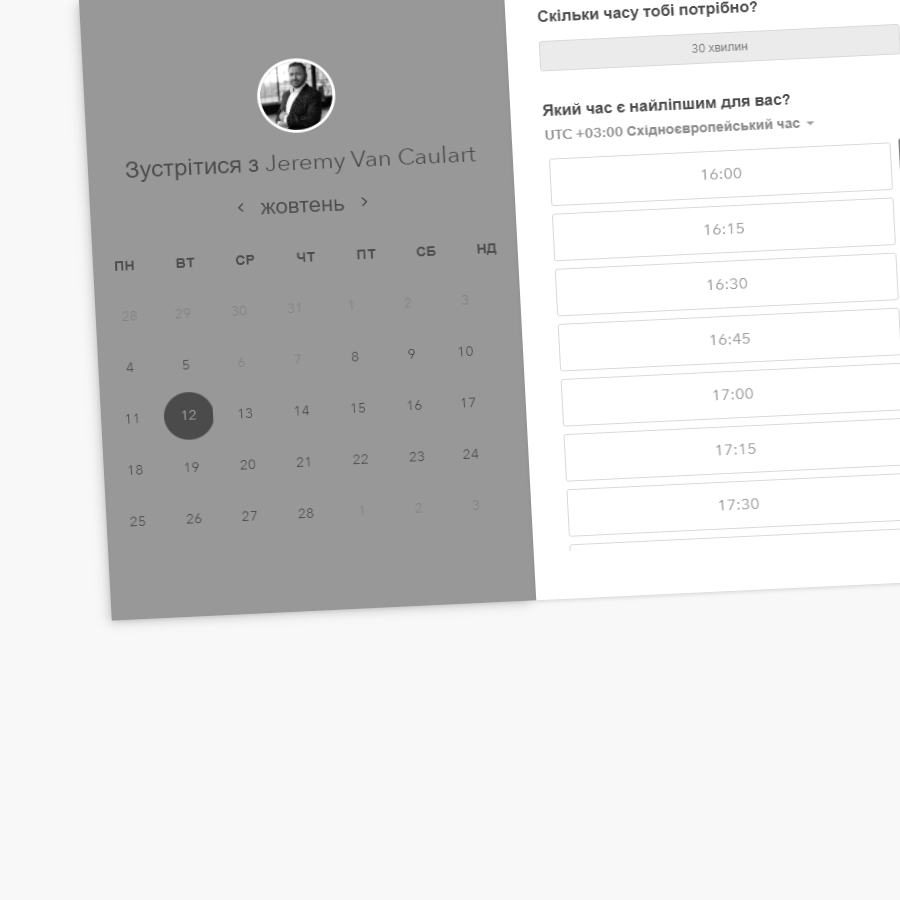 Зустрітися з Jeremy Van Caulart
‹ жовтень ›
ПН ВТ СР ЧТ ПТ СБ НД
28 29 30 31 1 2 3
4 5 6 7 8 9 10
11 12 13 14 15 16 17
18 19 20 21 22 23 24
25 26 27 28 1 2 3
Скільки часу тобі потрібно?
30 хвилин
Який час є найліпшим для вас?
UTC +03:00 Східноєвропейський час
16:00
16:15
16:30
16:45
17:00
17:15
17:30